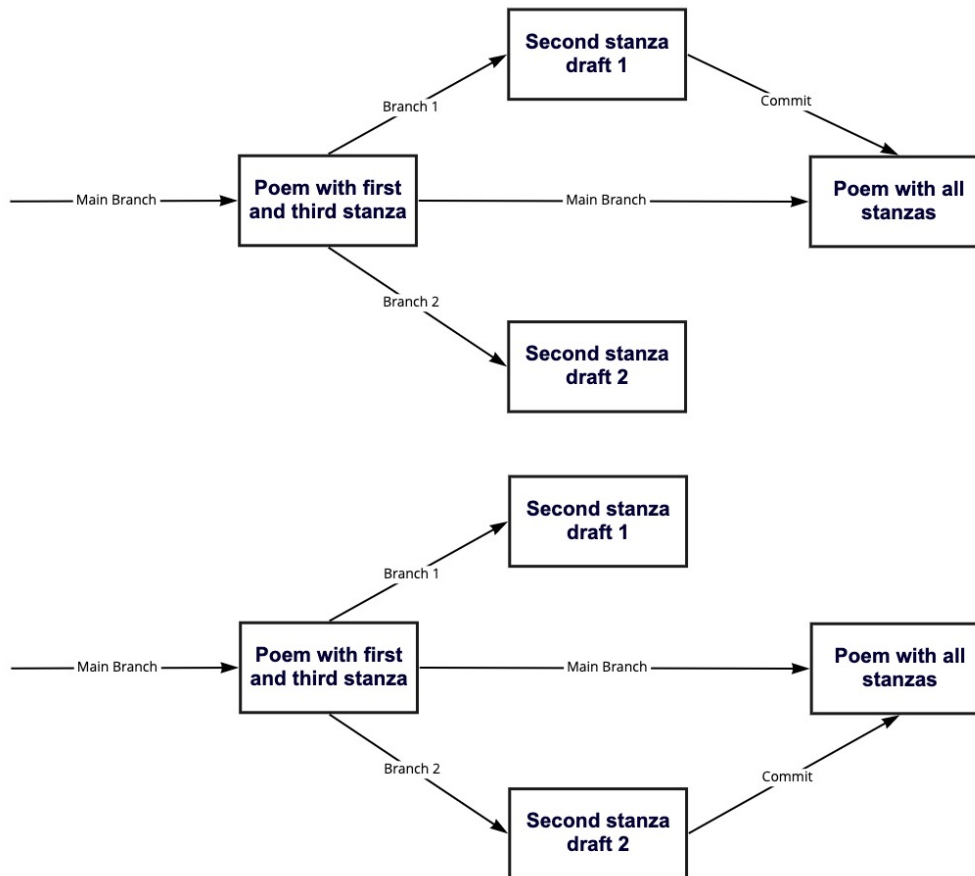 Second stanza
draft 1
Branch 1
Commit
Main Branch
Poem with first
and third stanza
Main Branch
Poem with all
stanzas
Branch 2
Second stanza
draft 2
Second stanza
draft 1
Branch 1
Main Branch
Poem with first
and third stanza
Main Branch
Poem with all
stanzas
Branch 2
Commit
Second stanza
draft 2